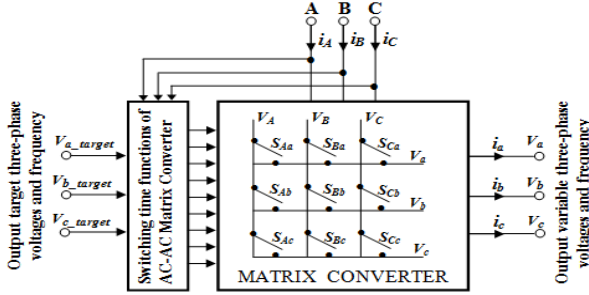 A B C
i_A i_B i_C
Output target three-phase
voltages and frequency
V_a_target
V_b_target
V_c_target
Switching time functions of
AC-AC Matrix Converter
V_A V_B V_C
S_Aa S_Ba S_Ca
V_a
S_Ab S_Bb S_Cb
V_b
S_Ac S_Bc S_Cc
V_c
MATRIX CONVERTER
i_a V_a
i_b V_b
i_c V_c
Output variable three-phase
voltages and frequency